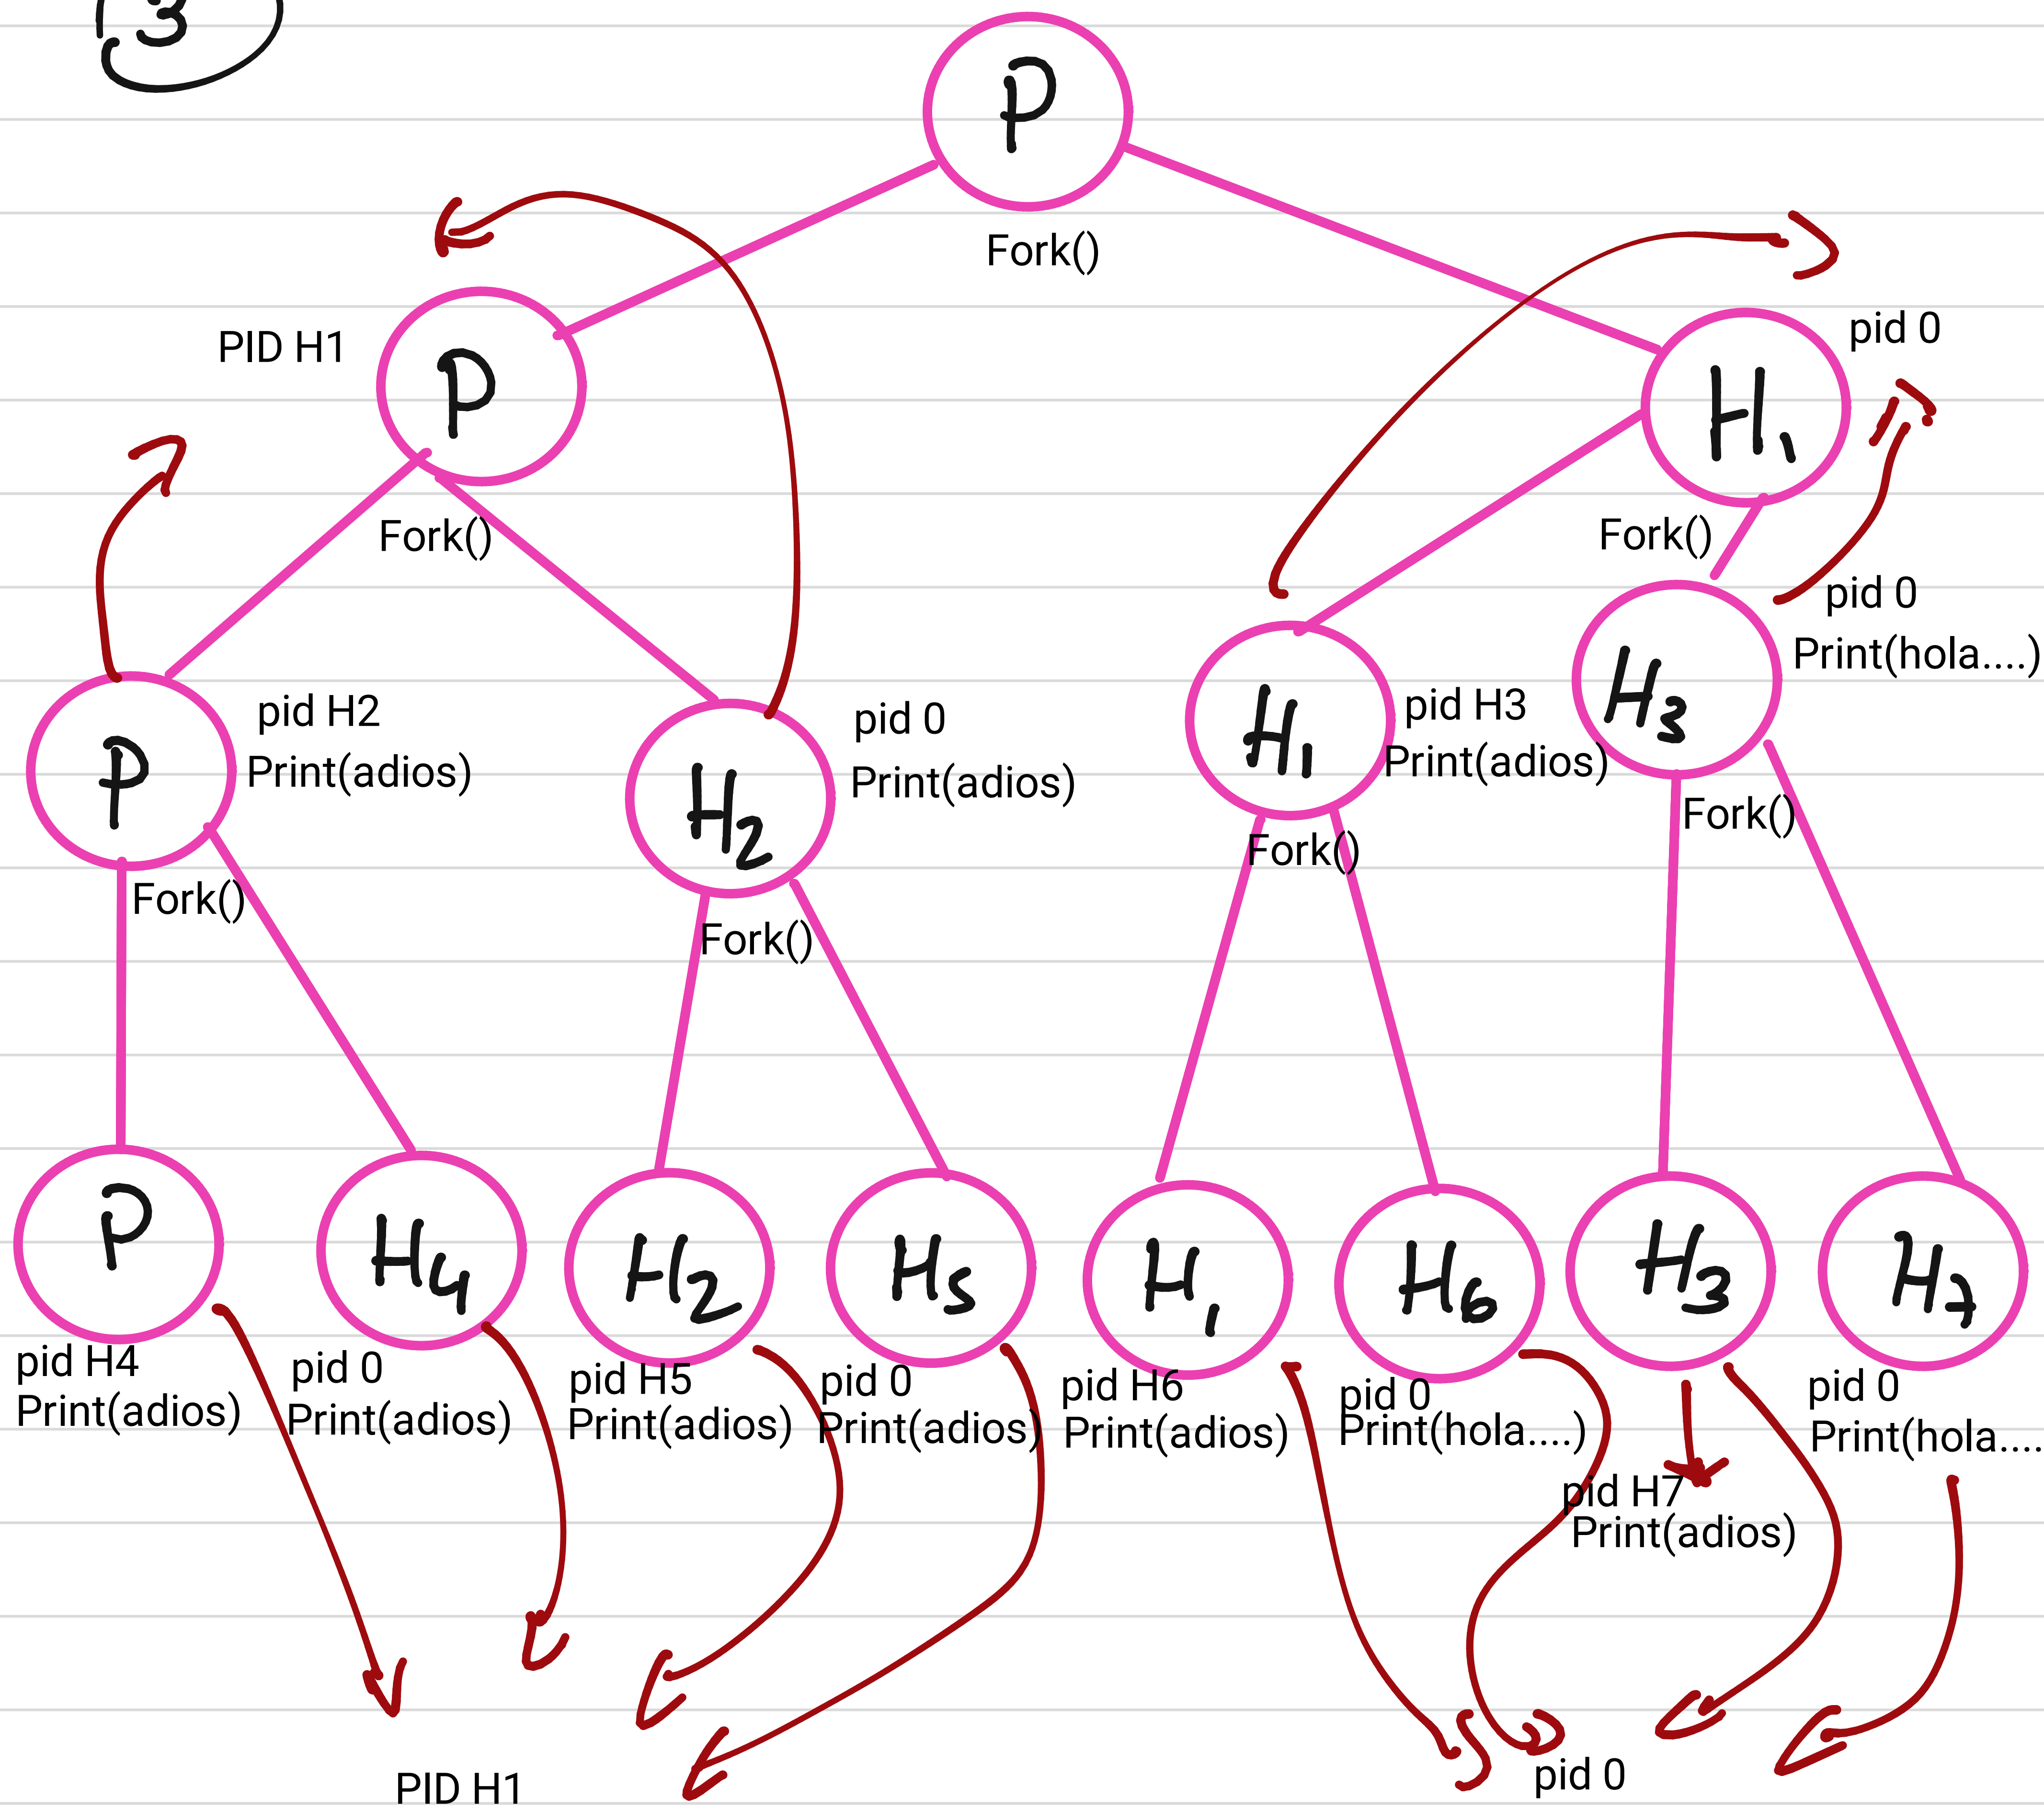 3
P
Fork()
PID H1
P
Fork()
pid 0
H1
Fork()
P
pid H2
Print(adios)
Fork()
H2
pid 0
Print(adios)
Fork()
H1
pid H3
Print(adios)
Fork()
H3
pid 0
Print(hola....)
Fork()
P
pid H4
Print(adios)
H4
pid 0
Print(adios)
H2
pid H5
Print(adios)
H5
pid 0
Print(adios)
H1
pid H6
Print(adios)
H6
pid 0
Print(hola....)
H3
pid H7
Print(adios)
H7
pid 0
Print(hola....
PID H1
pid 0